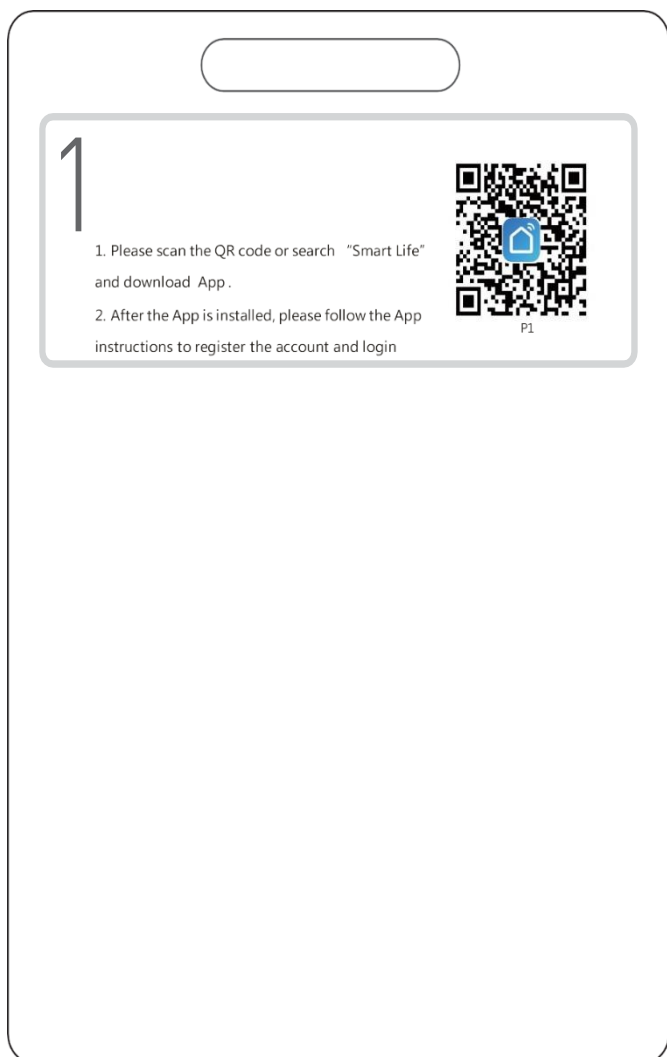 1
1. Please scan the QR code or search “Smart Life”
and download App.
2. After the App is installed, please follow the App
instructions to register the account and login
P1